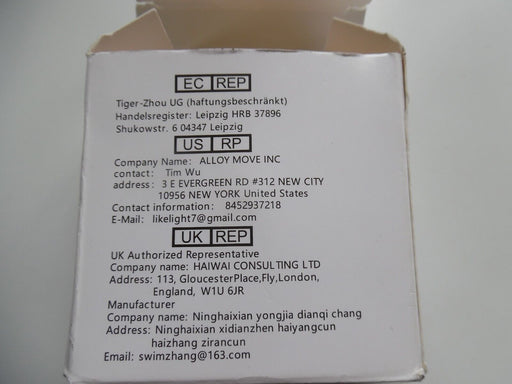 EC REP
Tiger-Zhou UG (haftungsbeschränkt)
Handelsregister: Leipzig HRB 37896
Shukowstr. 6 04347 Leipzig
US RP
Company Name: ALLOY MOVE INC
contact: Tim Wu
address: 3 E EVERGREEN RD #312 NEW CITY
10956 NEW YORK United States
Contact information: 8452937218
E-Mail: likelight7@gmail.com
UK REP
UK Authorized Representative
Company name: HAIWAI CONSULTING LTD
Address: 113, GloucesterPlace,Fly,London,
England, W1U 6JR
Manufacturer
Company name: Ninghaixian yongjia dianqi chang
Address: Ninghaixian xidianzhen haiyangcun
haizhang zirancun
Email: swimzhang@163.com